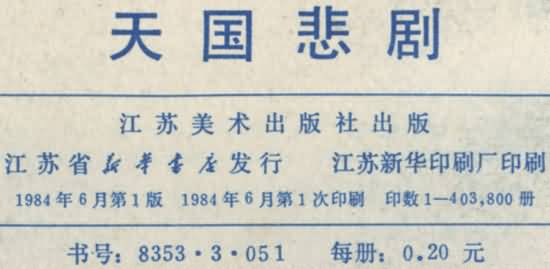 天国悲剧
江苏美术出版社出版
江苏省新华书店发行 江苏新华印刷厂印刷
1984年6月第1版 1984年6月第1次印刷 印数1—403,800册
书号:8353·3·051 每册:0.20元